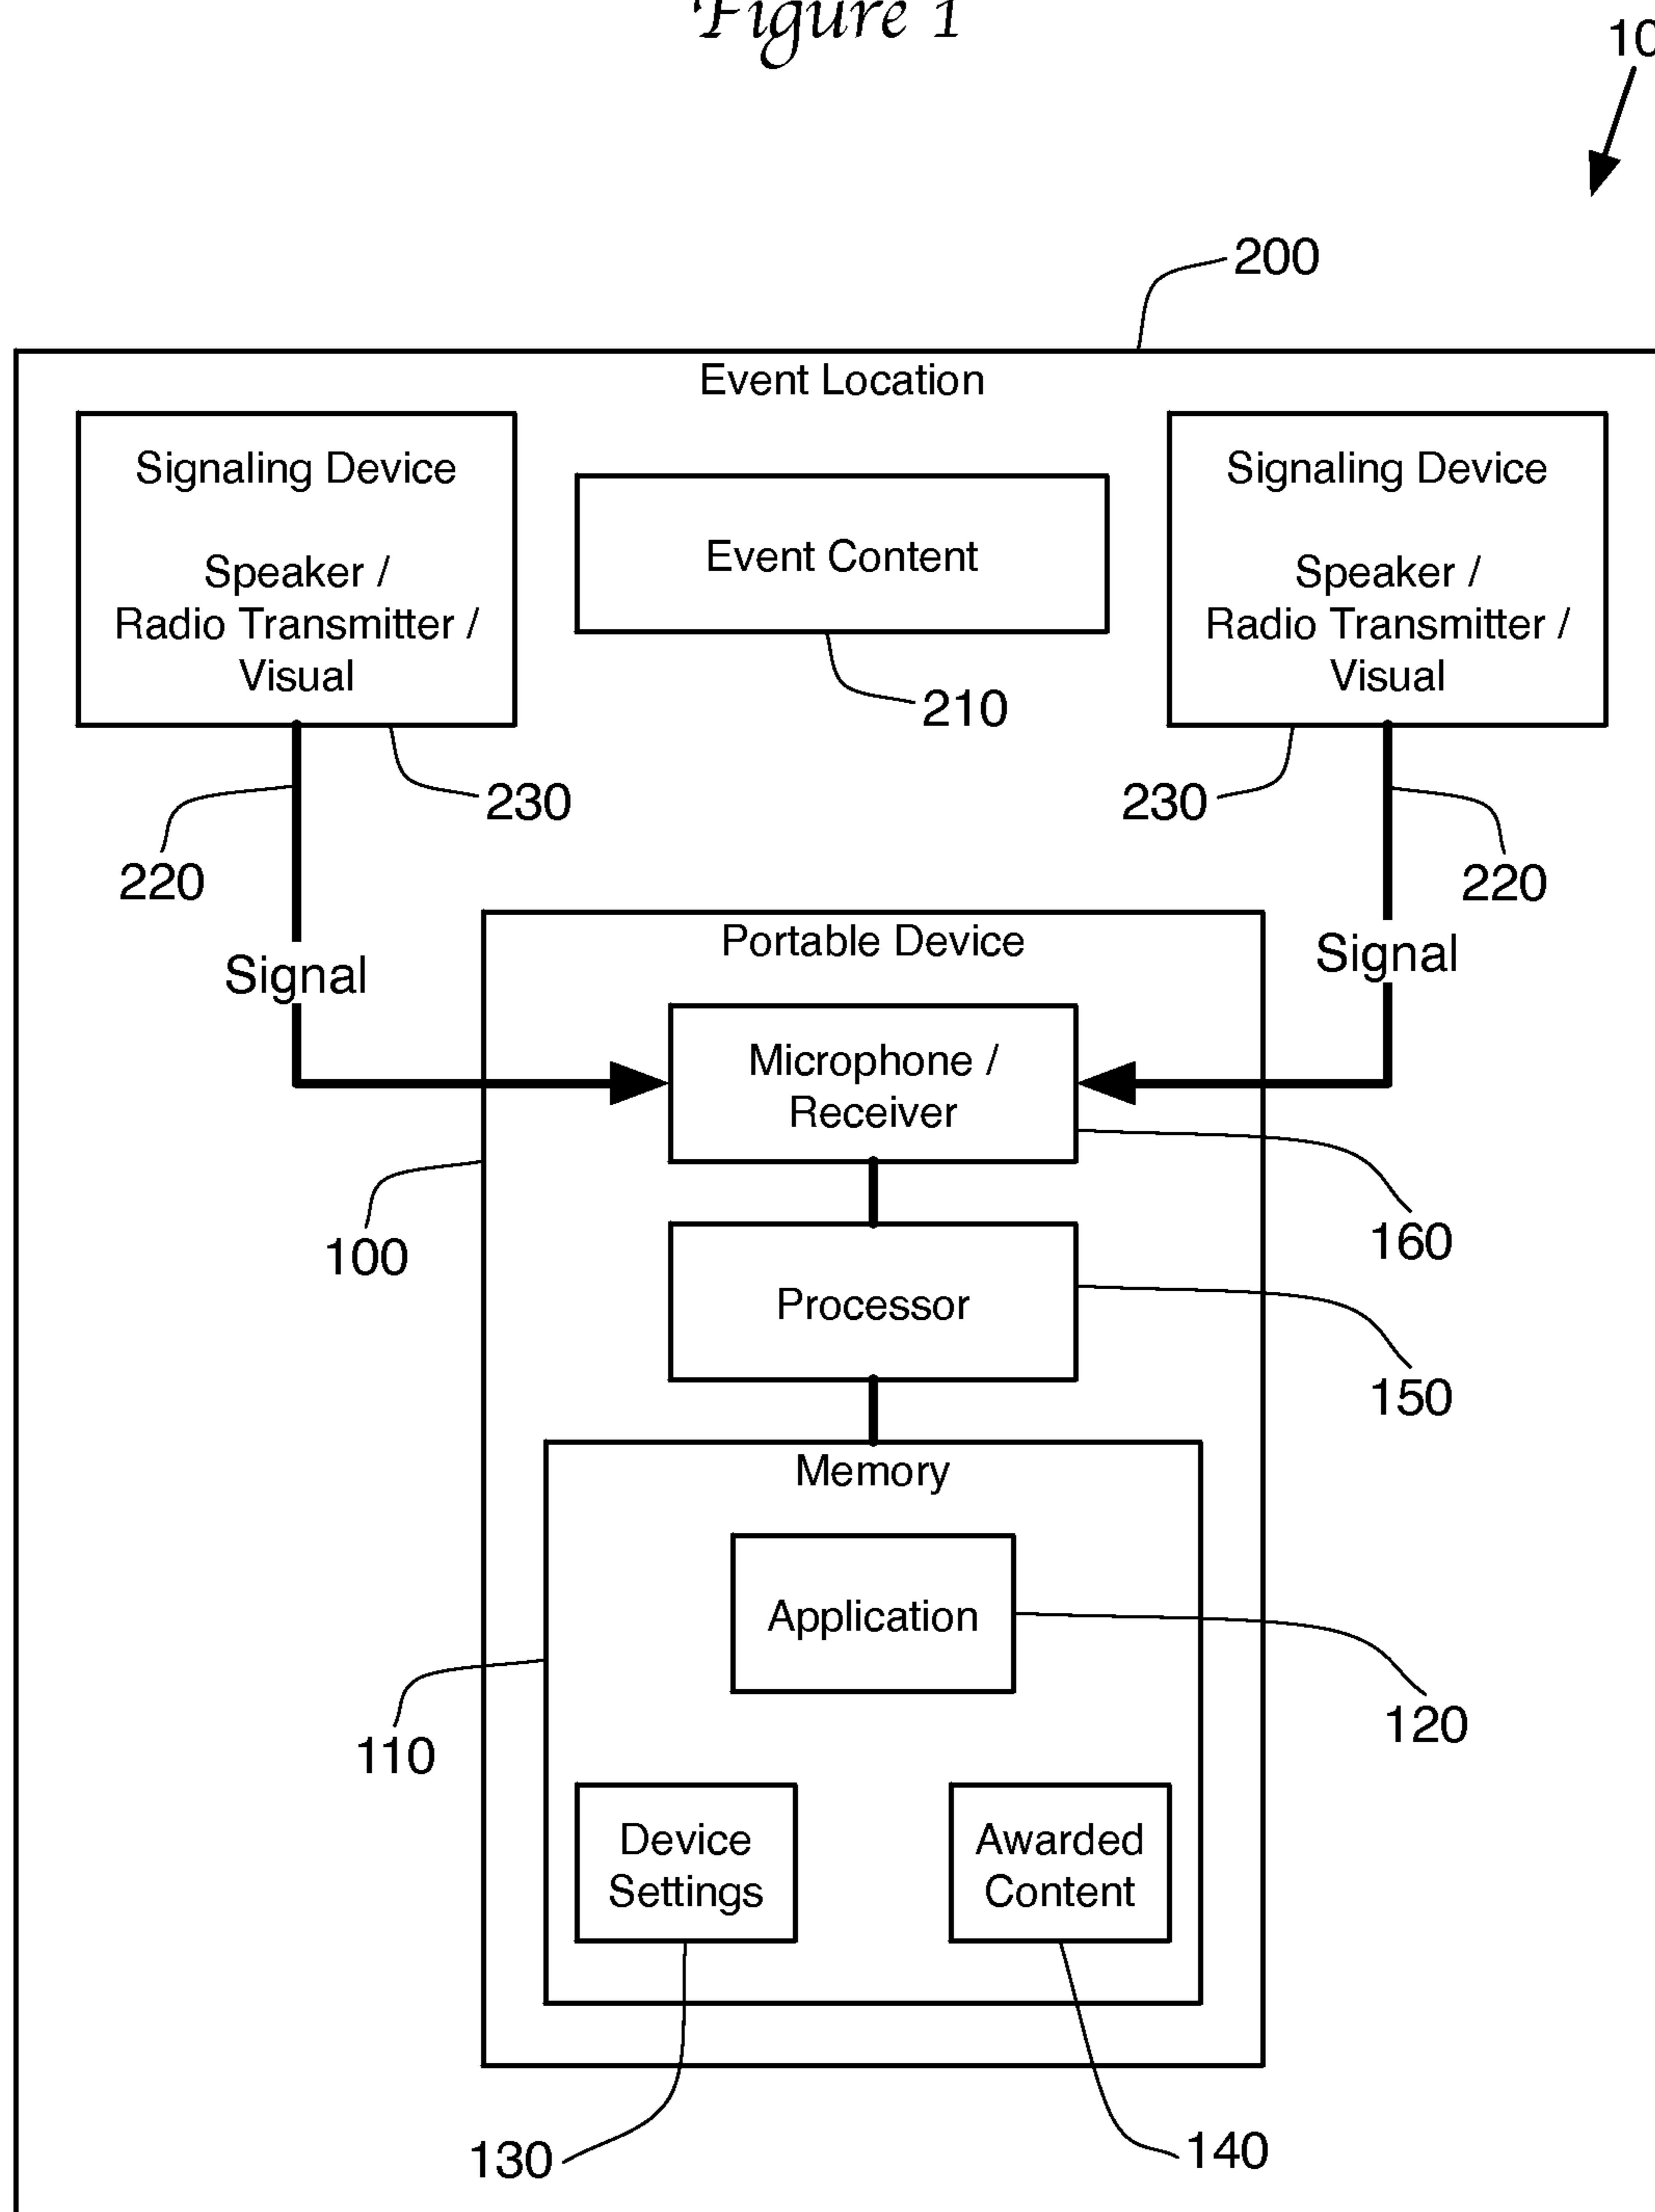 Figure 1
10
200
Event Location
Signaling Device
Speaker /
Radio Transmitter /
Visual
Event Content
Signaling Device
Speaker /
Radio Transmitter /
Visual
210
230
230
220
220
Signal
Signal
Portable Device
Microphone /
Receiver
100
160
Processor
150
Memory
Application
110
120
Device
Settings
Awarded
Content
130
140